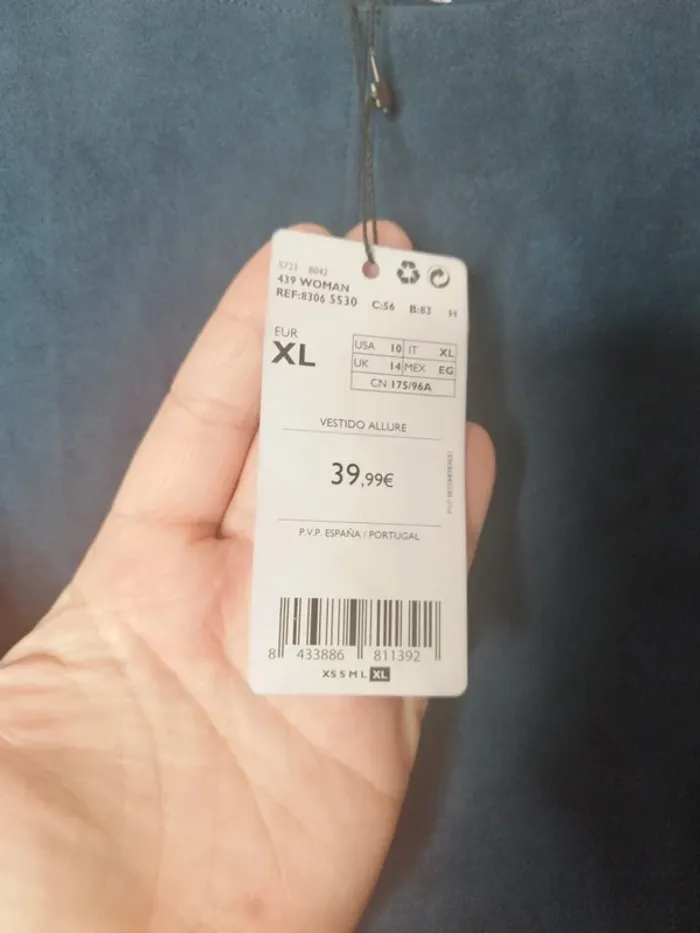 5723 8042
439 WOMAN
REF:8306 5530 C:56 B:83 H
EUR
XL
USA 10 IT XL
UK 14 MEX EG
CN 175/96A
VESTIDO ALLURE
39,99€
P.V.P. RECOMENDADO
P.V.P. ESPAÑA / PORTUGAL
8 433886 811392
XS S M L XL